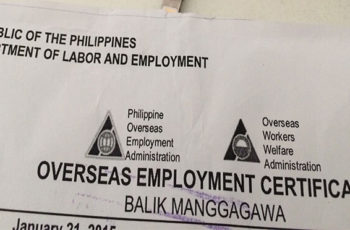 BLIC OF THE PHILIPPINES
RTMENT OF LABOR AND EMPLOYMENT
Philippine
Overseas
Employment
Administration
Overseas
Workers
Welfare
Administration
OVERSEAS EMPLOYMENT CERTIFICA
BALIK MANGGAGAWA
January 21, 2015